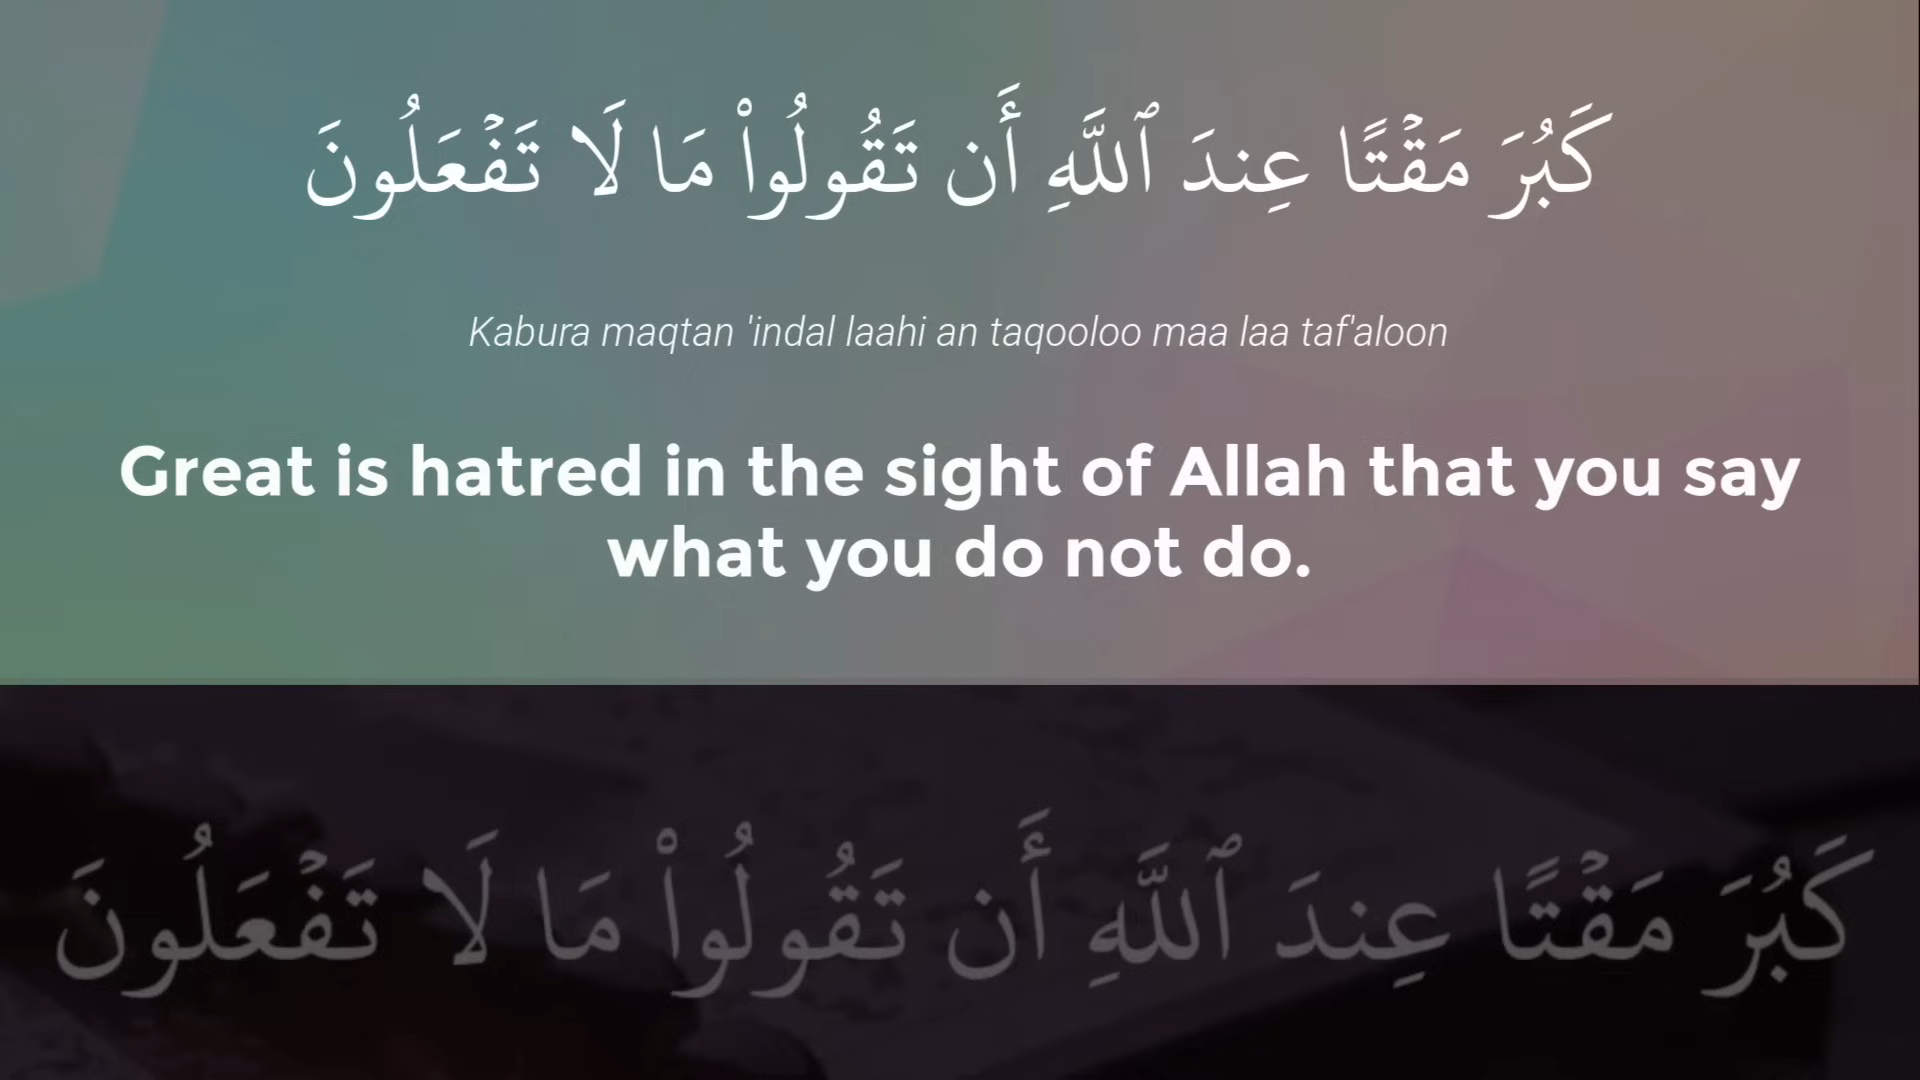 كَبُرَ مَقۡتًا عِندَ ٱللَّهِ أَن تَقُولُواْ مَا لَا تَفۡعَلُونَ
Kabura maqtan 'indal laahi an taqooloo maa laa taf'aloon
Great is hatred in the sight of Allah that you say
what you do not do.
كَبُرَ مَقۡتًا عِندَ ٱللَّهِ أَن تَقُولُواْ مَا لَا تَفۡعَلُونَ